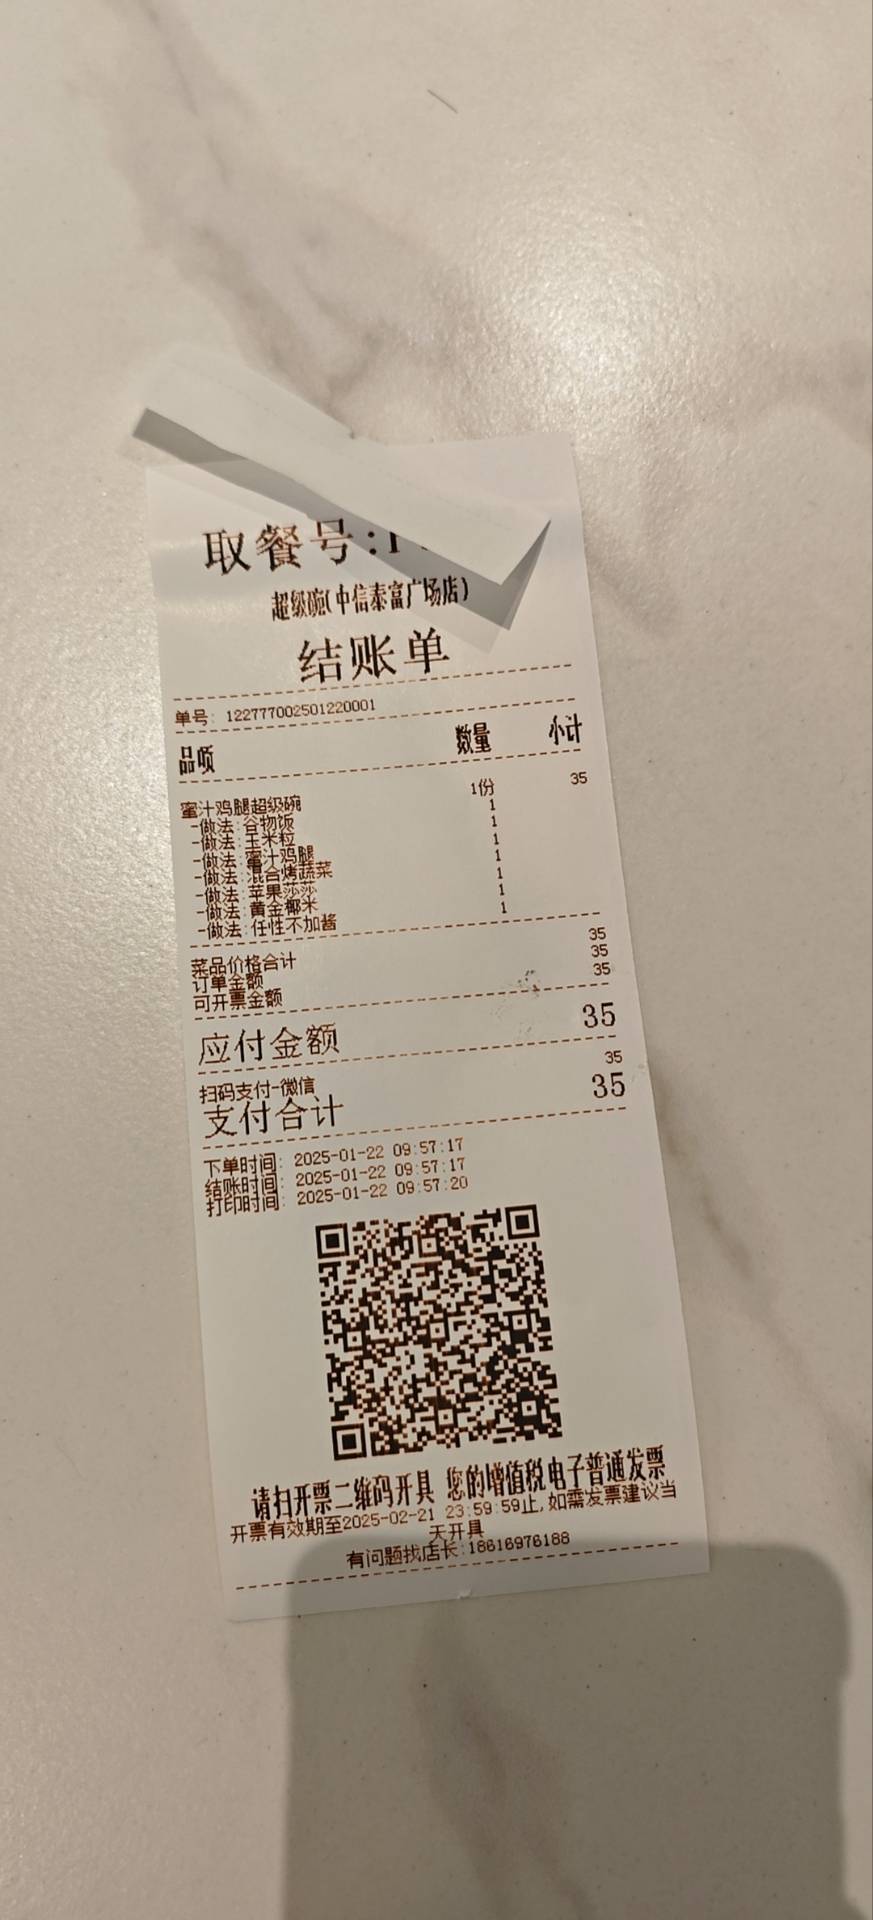 取餐号:
超级碗(中信泰富广场店)
结账单
单号: 122777002501220001
品项 数量 小计
蜜汁鸡腿超级碗 1份 35
-做法:谷物饭 1
-做法:玉米粒 1
-做法:蜜汁鸡腿 1
-做法:混合烤蔬菜 1
-做法:苹果莎莎 1
-做法:黄金椰米 1
-做法:任性不加酱 1
菜品价格合计 35
订单金额 35
可开票金额 35
应付金额 35
扫码支付-微信 35
支付合计 35
下单时间: 2025-01-22 09:57:17
结账时间: 2025-01-22 09:57:17
打印时间: 2025-01-22 09:57:20
请扫开票二维码开具 您的增值税电子普通发票
开票有效期至2025-02-21 23:59:59止,如需发票建议当
天开具
有问题找店长:18616976188